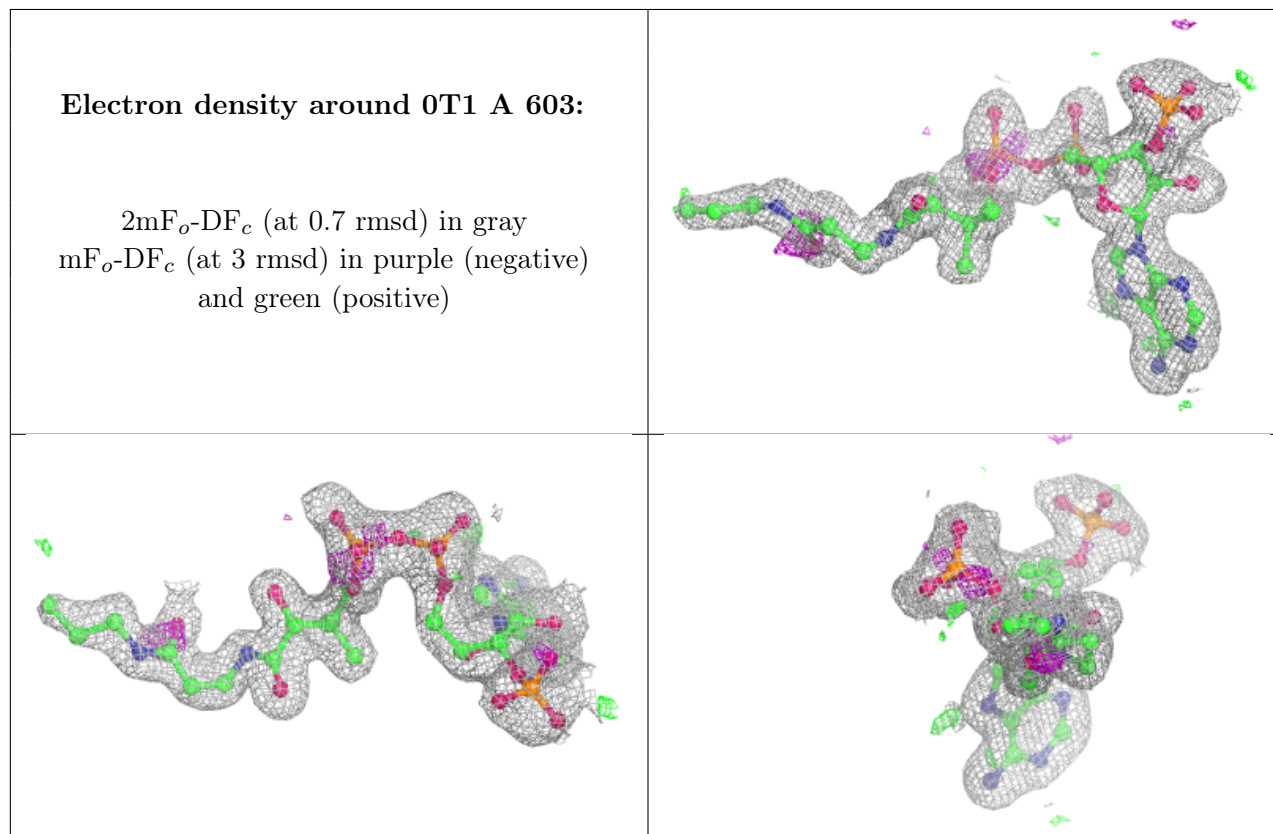 Electron density around 0T1 A 603:
2mFo-DFc (at 0.7 rmsd) in gray
mFo-DFc (at 3 rmsd) in purple (negative)
and green (positive)